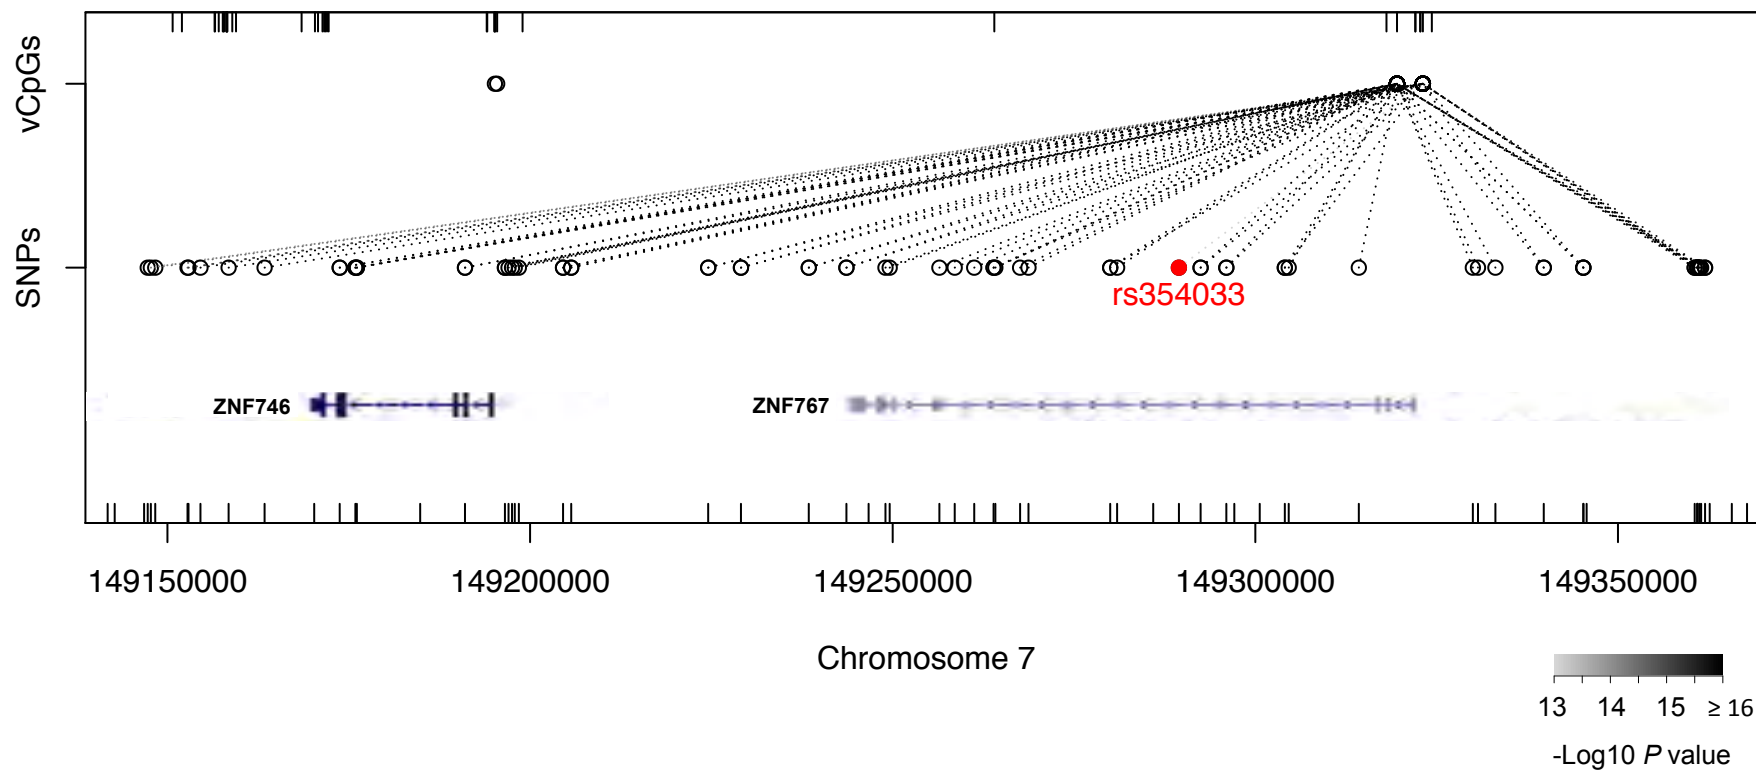 vCpGs
SNPs
rs354033
ZNF746
ZNF767
149150000 149200000 149250000 149300000 149350000
Chromosome 7
13 14 15 ≥ 16
-Log10 P value